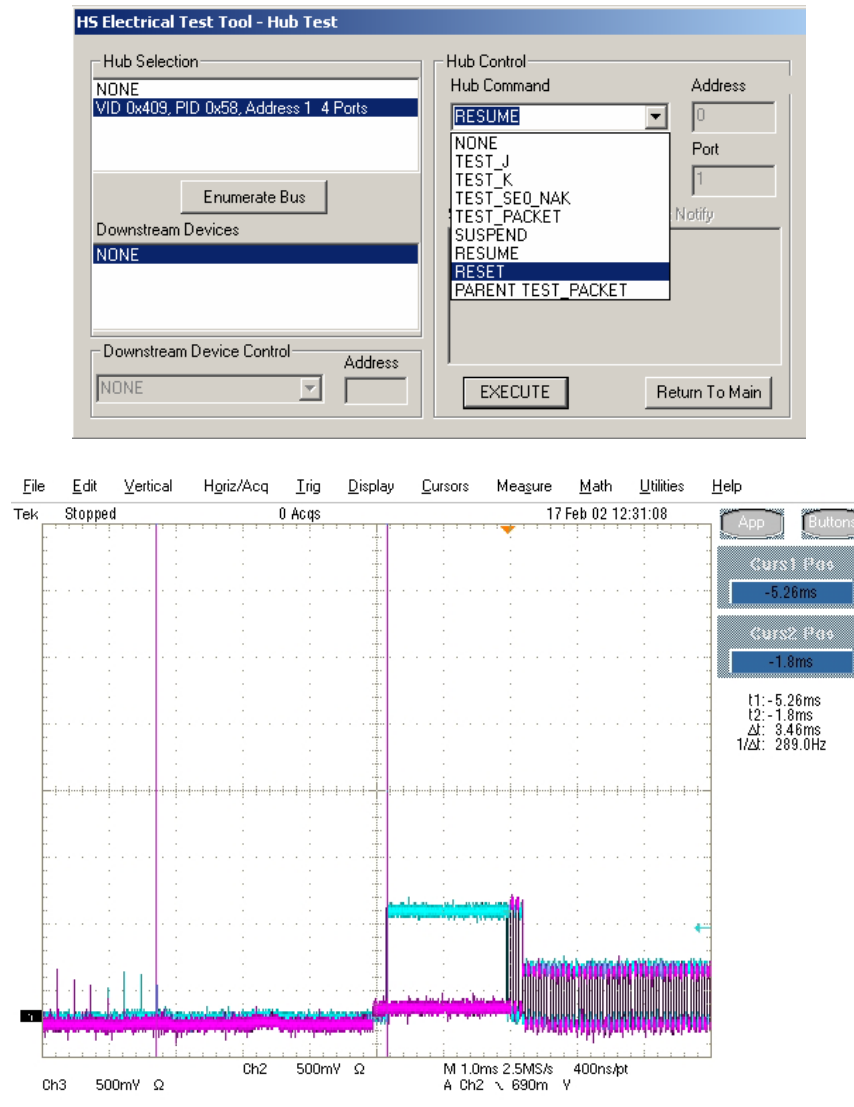 HS Electrical Test Tool - Hub Test
Hub Selection
NONE
VID 0x409, PID 0x58, Address 1 4 Ports
Enumerate Bus
Downstream Devices
NONE
Downstream Device Control
Address
NONE
Hub Control
Hub Command
Address
RESUME
0
Port
1
NONE
TEST_J
TEST_K
TEST_SE0_NAK
TEST_PACKET
SUSPEND
RESUME
RESET
PARENT TEST_PACKET
Notify
EXECUTE
Return To Main
File Edit Vertical Horiz/Acq Trig Display Cursors Measure Math Utilities Help
Tek Stopped 0 Acqs 17 Feb 02 12:31:08
App Buttons
Curs1 Pos
-5.26ms
Curs2 Pos
-1.8ms
t1: -5.26ms
t2: -1.8ms
Δt: 3.46ms
1/Δt: 289.0Hz
Ch2 500mV Ω M 1.0ms 2.5MS/s 400ns/pt
Ch3 500mV Ω A Ch2 ↘ 690m V